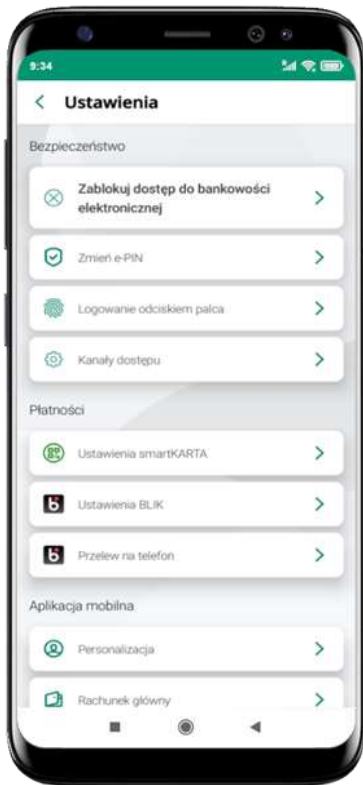 9:34
Ustawienia
Bezpieczeństwo
Zablokuj dostęp do bankowości
elektronicznej
Zmień e-PIN
Logowanie odciskiem palca
Kanały dostępu
Płatności
Ustawienia smartKARTA
Ustawienia BLIK
Przelew na telefon
Aplikacja mobilna
Personalizacja
Rachunek główny